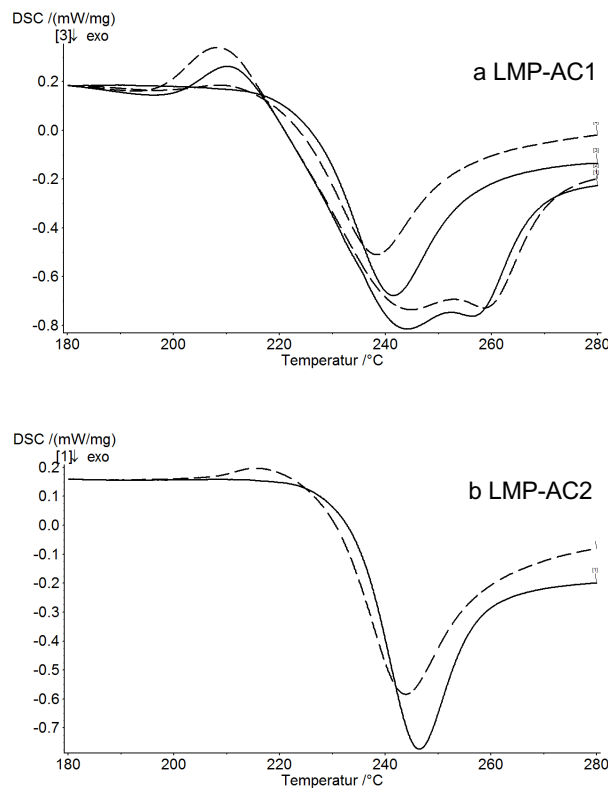 DSC /(mW/mg)
[3]↓ exo
a LMP-AC1
0.2
0.0
-0.2
-0.4
-0.6
-0.8
180 200 220 240 260 280
Temperatur /°C
DSC /(mW/mg)
[1]↓ exo
b LMP-AC2
0.2
0.1
0.0
-0.1
-0.2
-0.3
-0.4
-0.5
-0.6
-0.7
[1]
180 200 220 240 260 280
Temperatur /°C